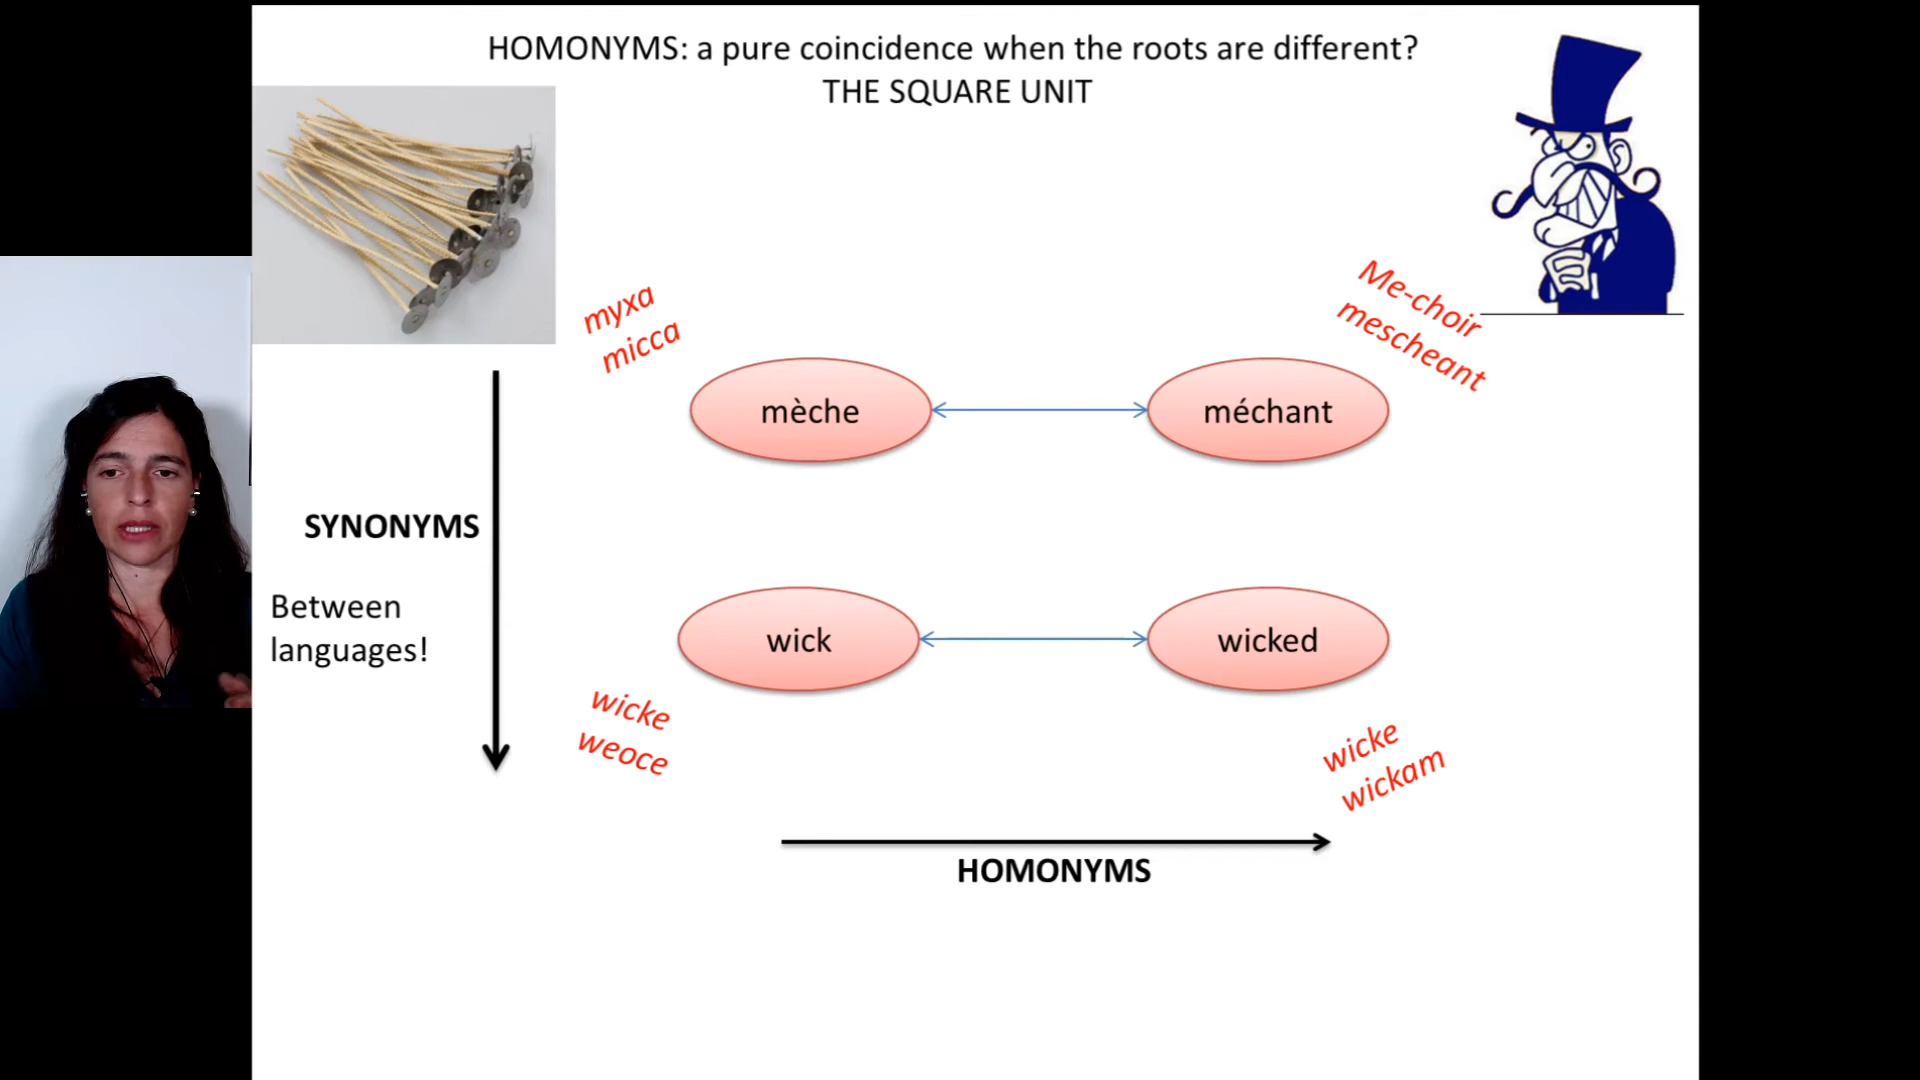 HOMONYMS: a pure coincidence when the roots are different?
THE SQUARE UNIT
myxa
micca
Me-choir
mescheant
mèche
méchant
SYNONYMS
Between
languages!
wick
wicked
wicke
weoce
wicke
wickam
HOMONYMS